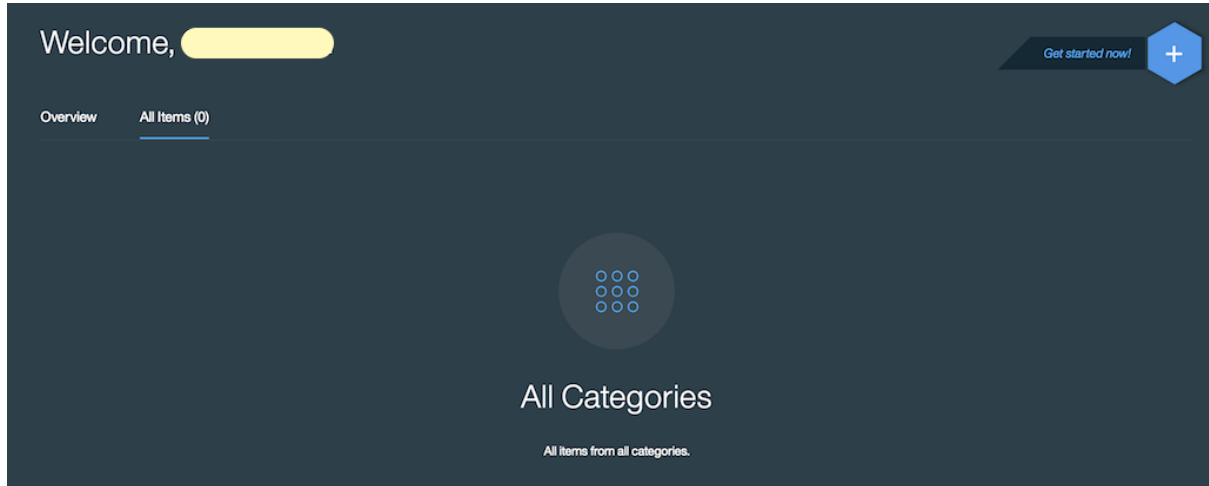 Welcome,
Get started now!
+
Overview
All Items (0)
All Categories
All items from all categories.